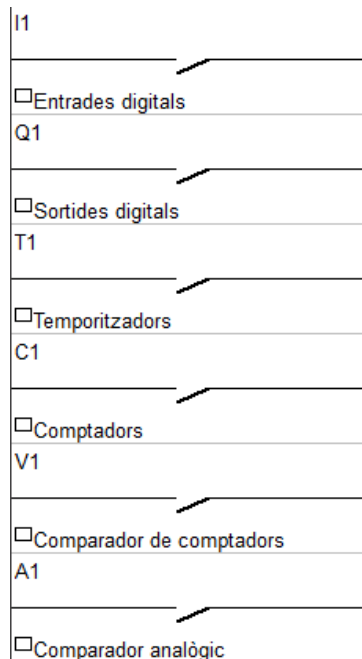 I1
Entrades digitals
Q1
Sortides digitals
T1
Temporitzadors
C1
Comptadors
V1
Comparador de comptadors
A1
Comparador analògic